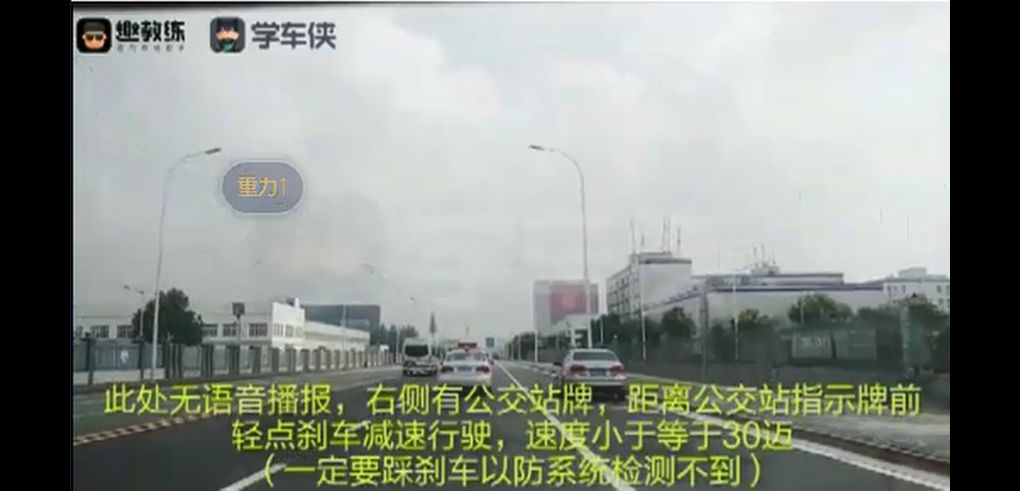 趣教练
学车侠
重力1
此处无语音播报，右侧有公交站牌，距离公交站指示牌前
轻点刹车减速行驶，速度小于等于30迈
（一定要踩刹车以防系统检测不到）